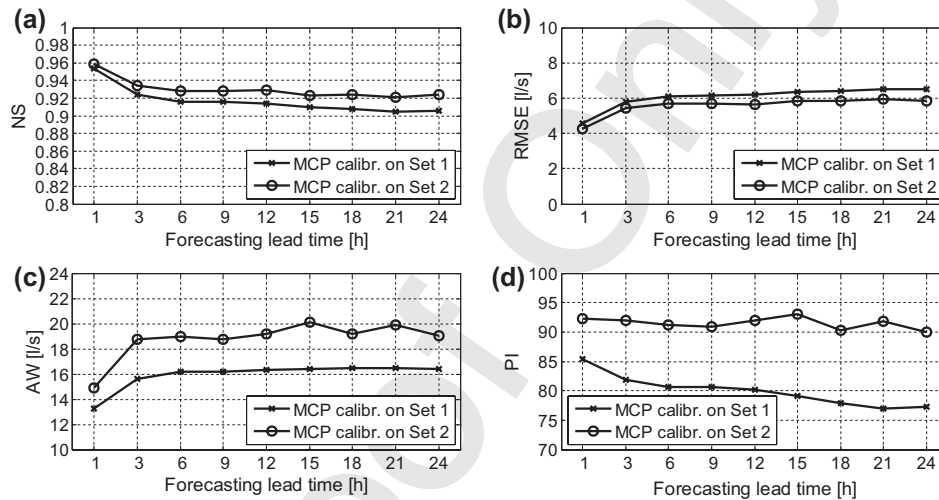 (a)
1
0.98
0.96
0.94
0.92
0.9
0.88
0.86
0.84
0.82
0.8
NS
MCP calibr. on Set 1
MCP calibr. on Set 2
1 3 6 9 12 15 18 21 24
Forecasting lead time [h]
(b)
10
8
6
4
2
0
RMSE [l/s]
MCP calibr. on Set 1
MCP calibr. on Set 2
1 3 6 9 12 15 18 21 24
Forecasting lead time [h]
(c)
24
22
20
18
16
14
12
10
AW [l/s]
MCP calibr. on Set 1
MCP calibr. on Set 2
1 3 6 9 12 15 18 21 24
Forecasting lead time [h]
(d)
100
95
90
85
80
75
70
PI
MCP calibr. on Set 1
MCP calibr. on Set 2
1 3 6 9 12 15 18 21 24
Forecasting lead time [h]
of Only